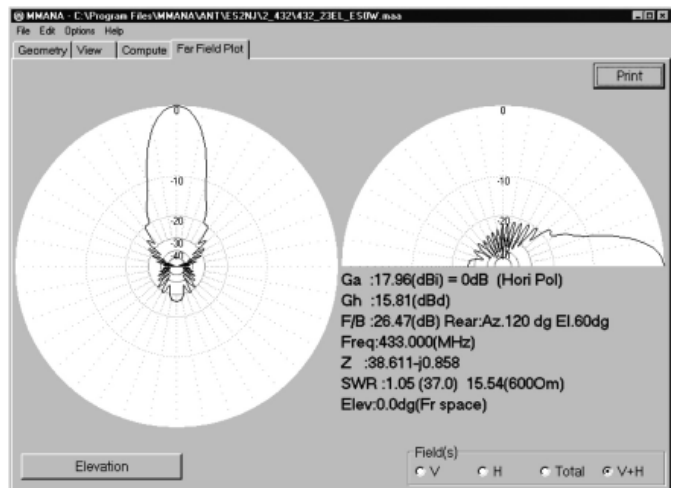 MMANA - C:\Program Files\MMANA\ANT\ES2NJ\2_432\432_23EL_ES0W.maa
File Edit Options Help
Geometry View Compute Far Field Plot
Print
0
-10
-20
-30
-40
0
-10
-20
Ga :17.96(dBi) = 0dB (Hori Pol)
Gh :15.81(dBd)
F/B :26.47(dB) Rear:Az.120 dg El.60dg
Freq:433.000(MHz)
Z :38.611-j0.858
SWR :1.05 (37.0) 15.54(600Om)
Elev:0.0dg(Fr space)
Elevation
Field(s)
V H Total V+H